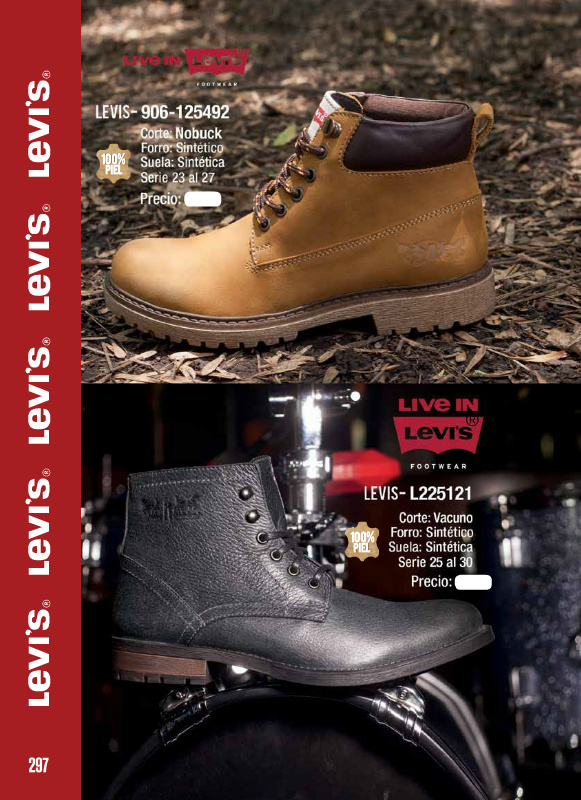 Levi's®
Levi's®
Levi's®
Levi's®
Levi's®
297
LIVE IN Levi's
FOOTWEAR
LEVIS- 906-125492
Corte: Nobuck
Forro: Sintético
Suela: Sintética
Serie 23 al 27
100%
PIEL
Precio:
LIVE IN
Levi's®
FOOTWEAR
LEVIS- L225121
Corte: Vacuno
Forro: Sintético
Suela: Sintética
Serie 25 al 30
100%
PIEL
Precio: